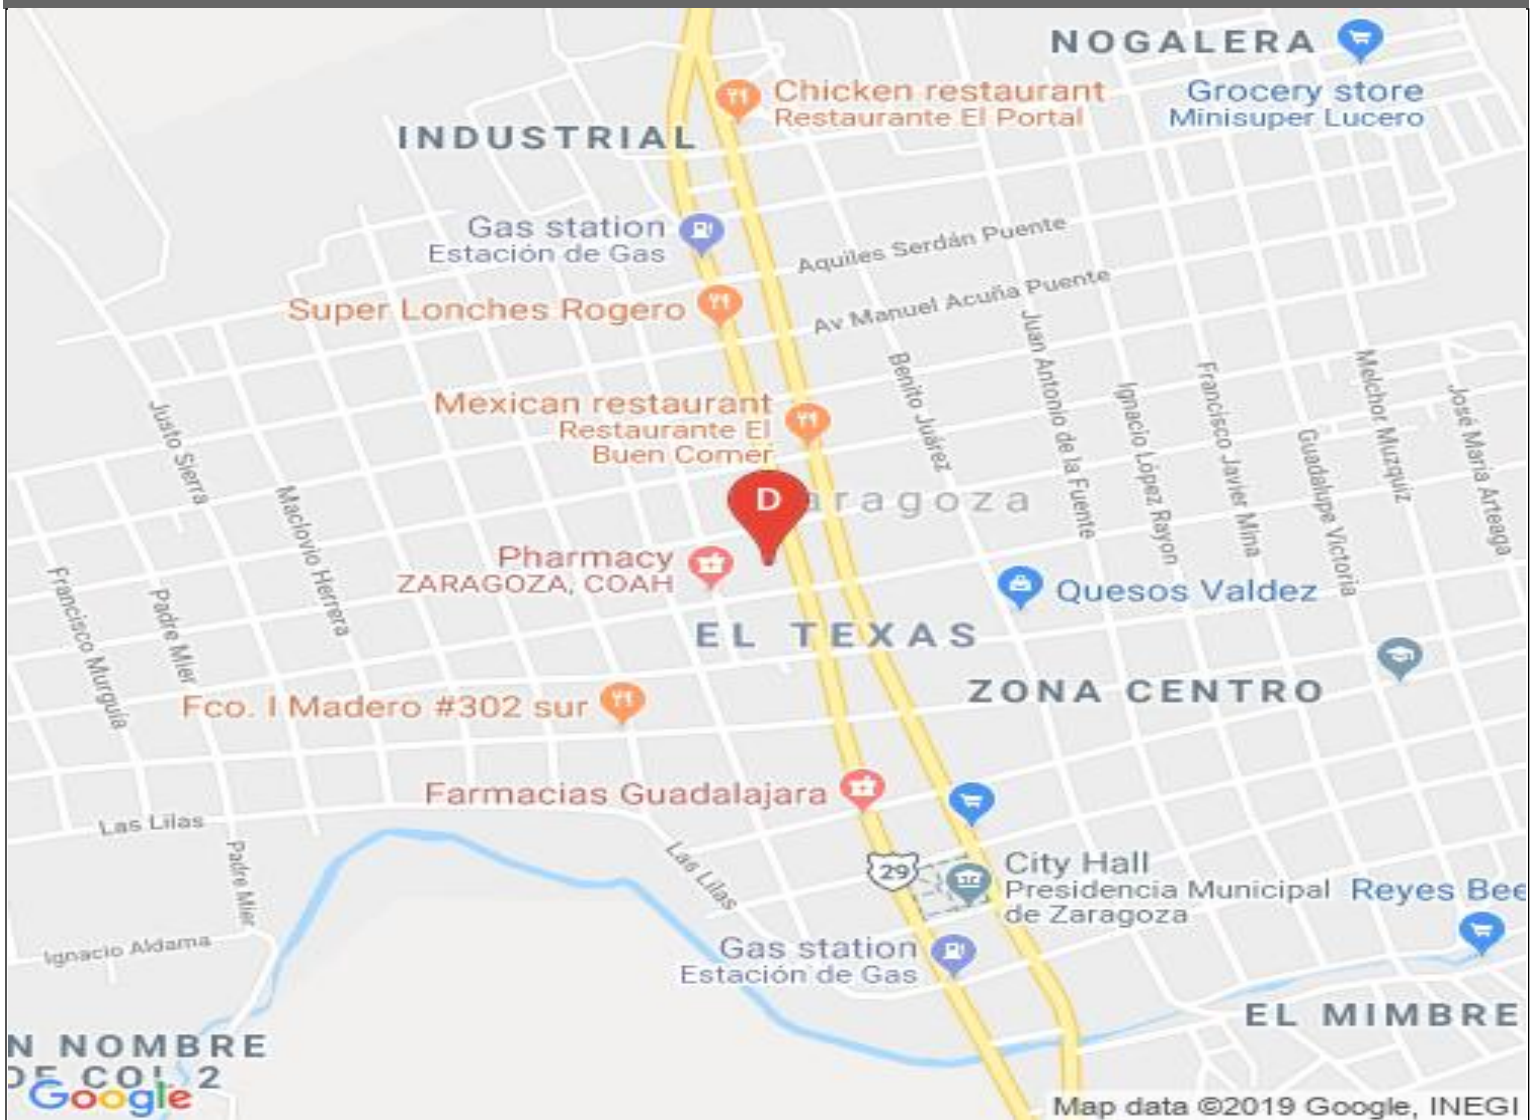 NOGALERA
Chicken restaurant
Restaurante El Portal
Grocery store
Minisuper Lucero
INDUSTRIAL
Gas station
Estación de Gas
Aquiles Serdán Puente
Super Lonches Rogero
Av Manuel Acuña Puente
Juan Antonio de la Fuente
Benito Juárez
Melchor Muzquiz
Francisco Javier Mina
Ignacio López Rayon
José María Arteaga
Mexican restaurant
Restaurante El
Buen Comer
Justo Sierra
Guadalupe Victoria
D
aragoza
Maclovio Herrera
Pharmacy
ZARAGOZA, COAH
Francisco Murguía
Padre Mier
Quesos Valdez
EL TEXAS
ZONA CENTRO
Fco. I Madero #302 sur
Farmacias Guadalajara
Las Lilas
Padre Mier
Las Lilas
29
City Hall
Presidencia Municipal
de Zaragoza
Reyes Bee
Ignacio Aldama
Gas station
Estación de Gas
EL MIMBRE
N NOMBRE
DE COL 2
Google
Map data ©2019 Google, INEGI